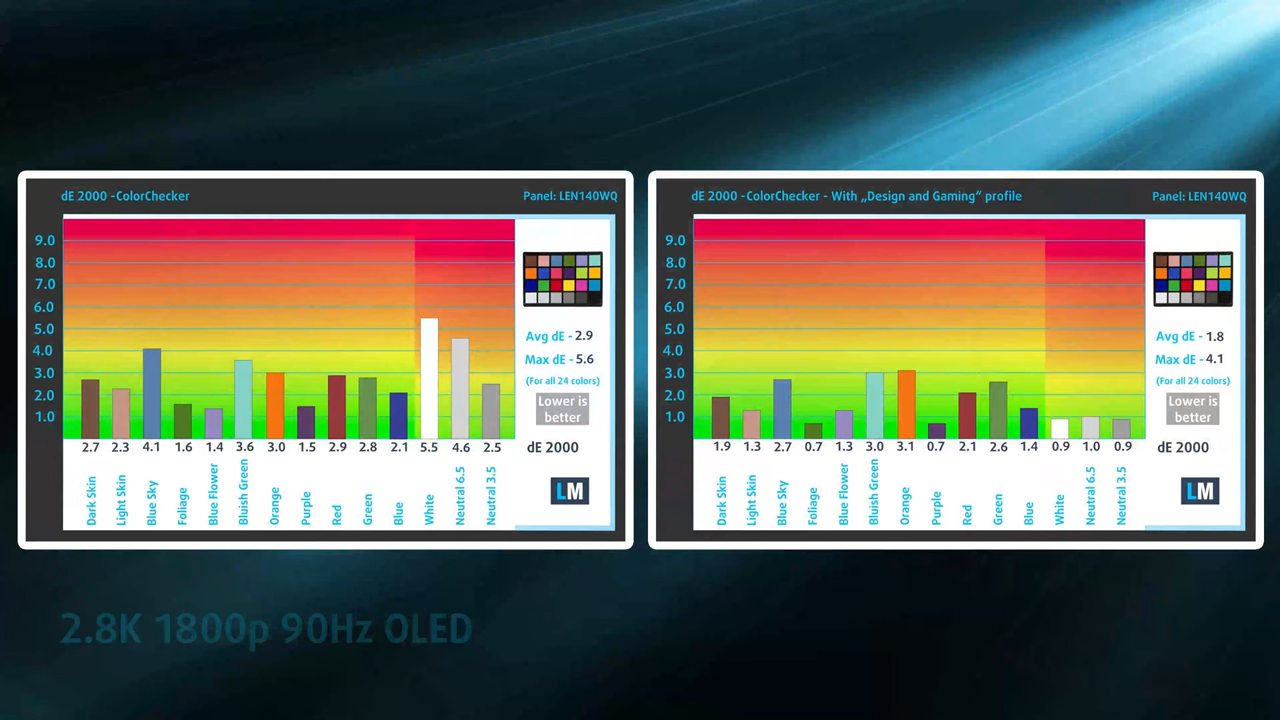 dE 2000 -ColorChecker
Panel: LEN140WQ
9.0
8.0
7.0
6.0
5.0
4.0
3.0
2.0
1.0
Avg dE - 2.9
Max dE - 5.6
(For all 24 colors)
Lower is
better
2.7 2.3 4.1 1.6 1.4 3.6 3.0 1.5 2.9 2.8 2.1 5.5 4.6 2.5
dE 2000
Dark Skin
Light Skin
Blue Sky
Foliage
Blue Flower
Bluish Green
Orange
Purple
Red
Green
Blue
White
Neutral 6.5
Neutral 3.5
LM
dE 2000 -ColorChecker - With „Design and Gaming“ profile
Panel: LEN140WQ
9.0
8.0
7.0
6.0
5.0
4.0
3.0
2.0
1.0
Avg dE - 1.8
Max dE - 4.1
(For all 24 colors)
Lower is
better
1.9 1.3 2.7 0.7 1.3 3.0 3.1 0.7 2.1 2.6 1.4 0.9 1.0 0.9
dE 2000
Dark Skin
Light Skin
Blue Sky
Foliage
Blue Flower
Bluish Green
Orange
Purple
Red
Green
Blue
White
Neutral 6.5
Neutral 3.5
LM
2.8K 1800p 90Hz OLED